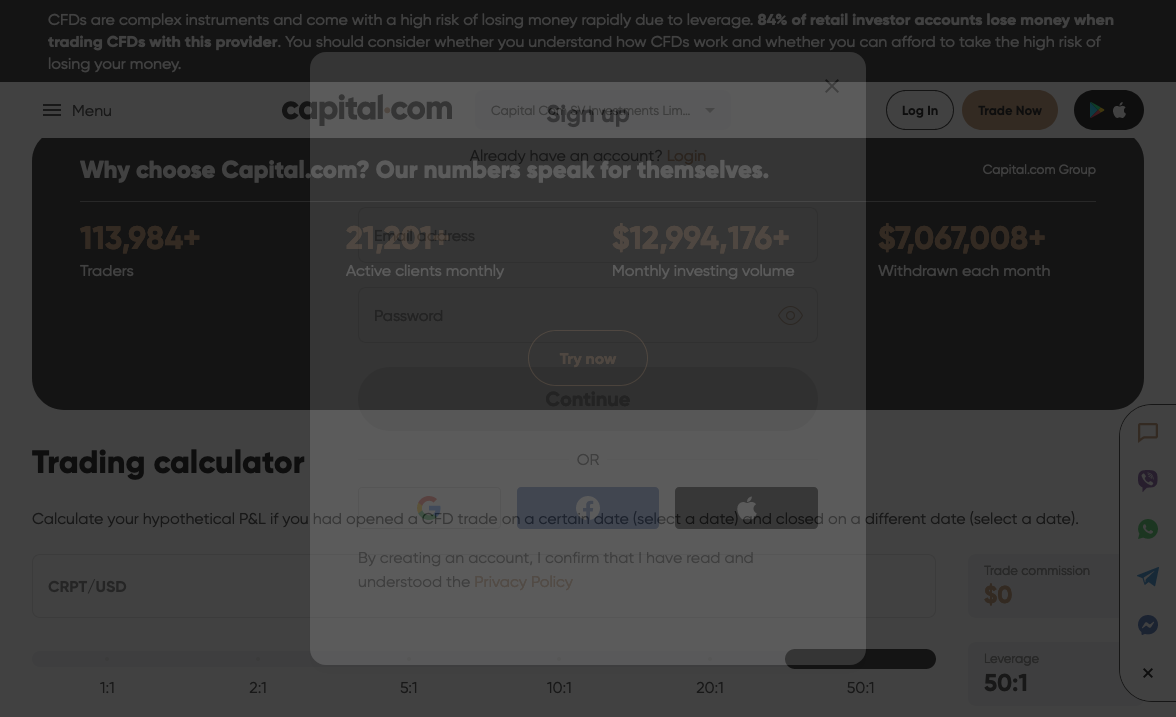 CFDs are complex instruments and come with a high risk of losing money rapidly due to leverage. 84% of retail investor accounts lose money when
trading CFDs with this provider. You should consider whether you understand how CFDs work and whether you can afford to take the high risk of
losing your money.
Menu
capital.com
Capital Com SV Investments Lim...
Log In
Trade Now
Sign up
Already have an account? Login
Why choose Capital.com? Our numbers speak for themselves.
Capital.com Group
113,984+
21,201+
$12,994,176+
$7,067,008+
Email address
Traders
Active clients monthly
Monthly investing volume
Withdrawn each month
Password
Try now
Continue
Trading calculator
OR
Calculate your hypothetical P&L if you had opened a CFD trade on a certain date (select a date) and closed on a different date (select a date).
By creating an account, I confirm that I have read and
understood the Privacy Policy
CRPT/USD
Trade commission
$0
Leverage
50:1
1:1
2:1
5:1
10:1
20:1
50:1